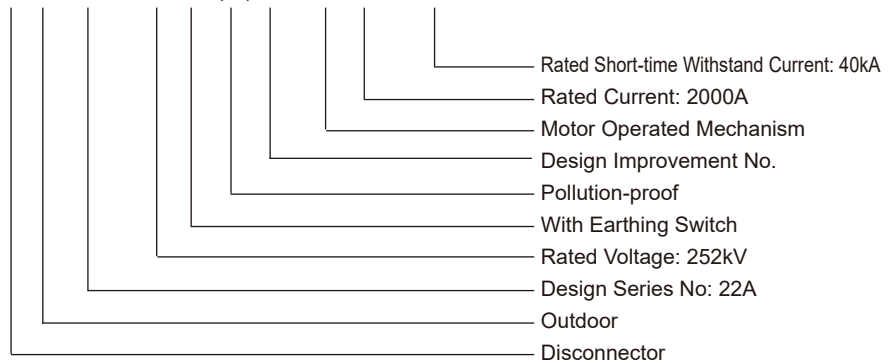 Rated Short-time Withstand Current: 40kA
Rated Current: 2000A
Motor Operated Mechanism
Design Improvement No.
Pollution-proof
With Earthing Switch
Rated Voltage: 252kV
Design Series No: 22A
Outdoor
Disconnector